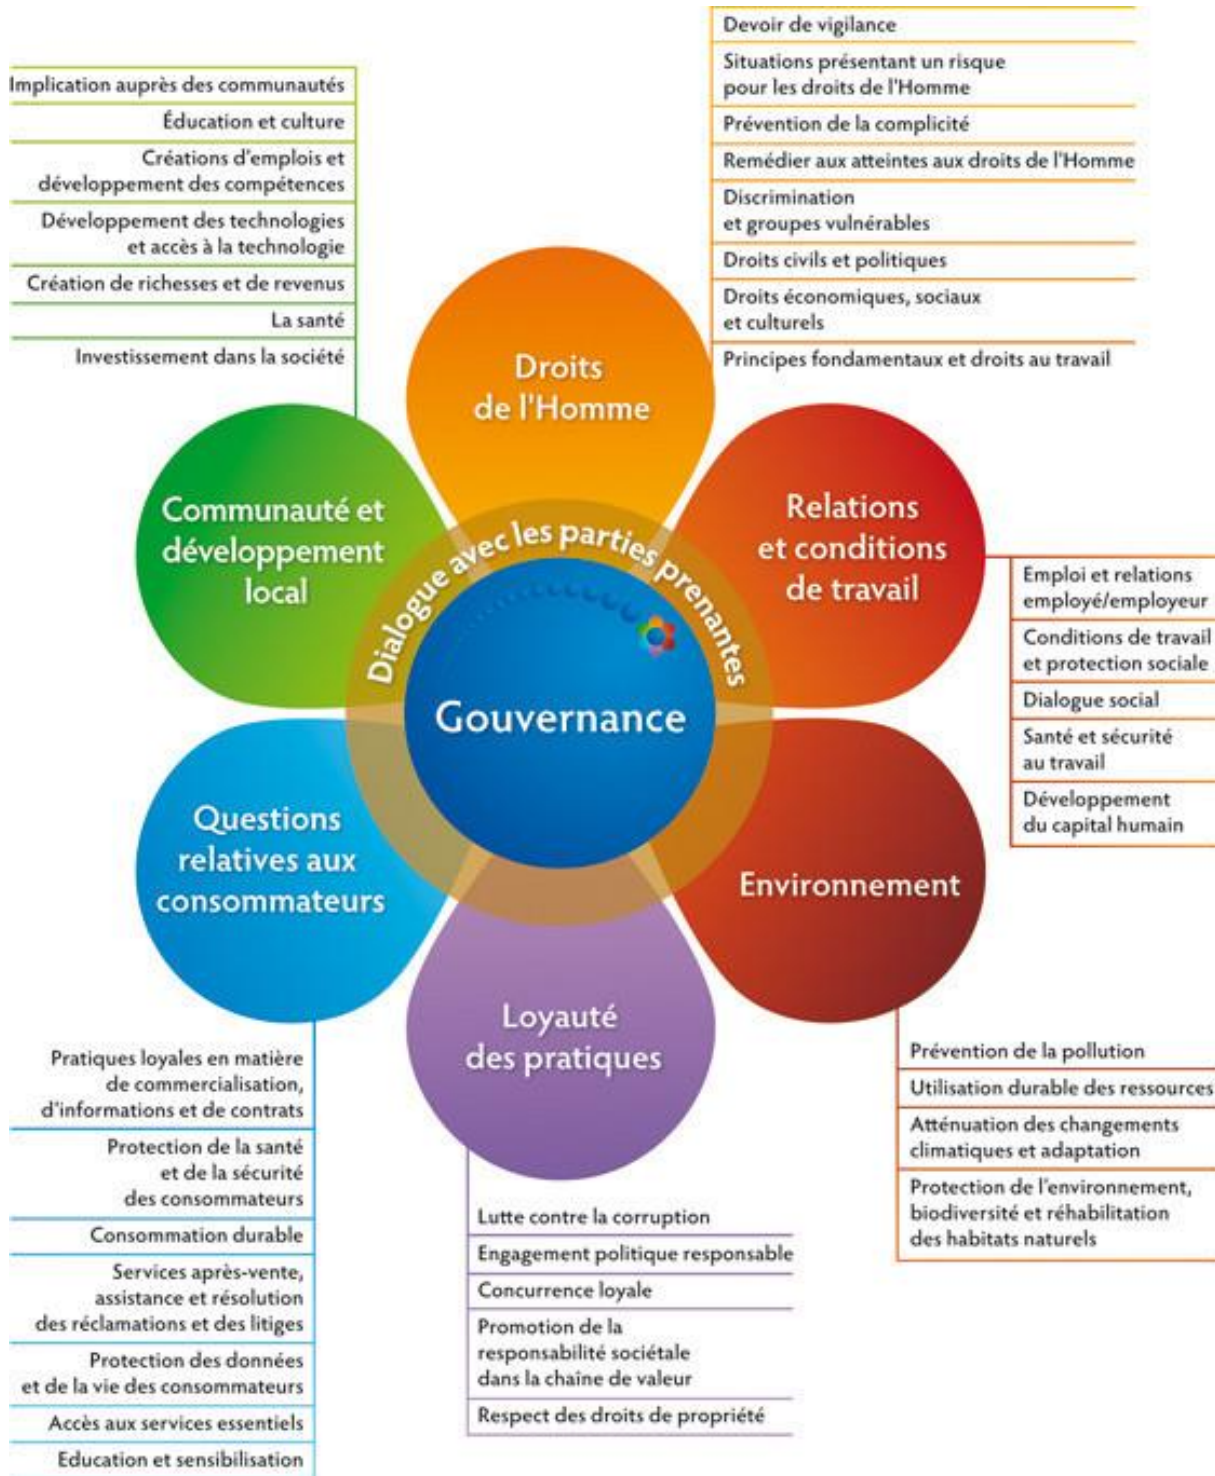 Devoir de vigilance
Situations présentant un risque
pour les droits de l'Homme
Prévention de la complicité
Remédier aux atteintes aux droits de l'Homme
Discrimination
et groupes vulnérables
Droits civils et politiques
Droits économiques, sociaux
et culturels
Principes fondamentaux et droits au travail
Implication auprès des communautés
Éducation et culture
Créations d'emplois et
développement des compétences
Développement des technologies
et accès à la technologie
Création de richesses et de revenus
La santé
Investissement dans la société
Droits
de l'Homme
Communauté et
développement
local
Relations
et conditions
de travail
Dialogue avec les parties prenantes
Gouvernance
Emploi et relations
employé/employeur
Conditions de travail
et protection sociale
Dialogue social
Santé et sécurité
au travail
Développement
du capital humain
Questions
relatives aux
consommateurs
Environnement
Loyauté
des pratiques
Pratiques loyales en matière
de commercialisation,
d'informations et de contrats
Protection de la santé
et de la sécurité
des consommateurs
Consommation durable
Services après-vente,
assistance et résolution
des réclamations et des litiges
Protection des données
et de la vie des consommateurs
Accès aux services essentiels
Education et sensibilisation
Lutte contre la corruption
Engagement politique responsable
Concurrence loyale
Promotion de la
responsabilité sociétale
dans la chaîne de valeur
Respect des droits de propriété
Prévention de la pollution
Utilisation durable des ressources
Atténuation des changements
climatiques et adaptation
Protection de l'environnement,
biodiversité et réhabilitation
des habitats naturels